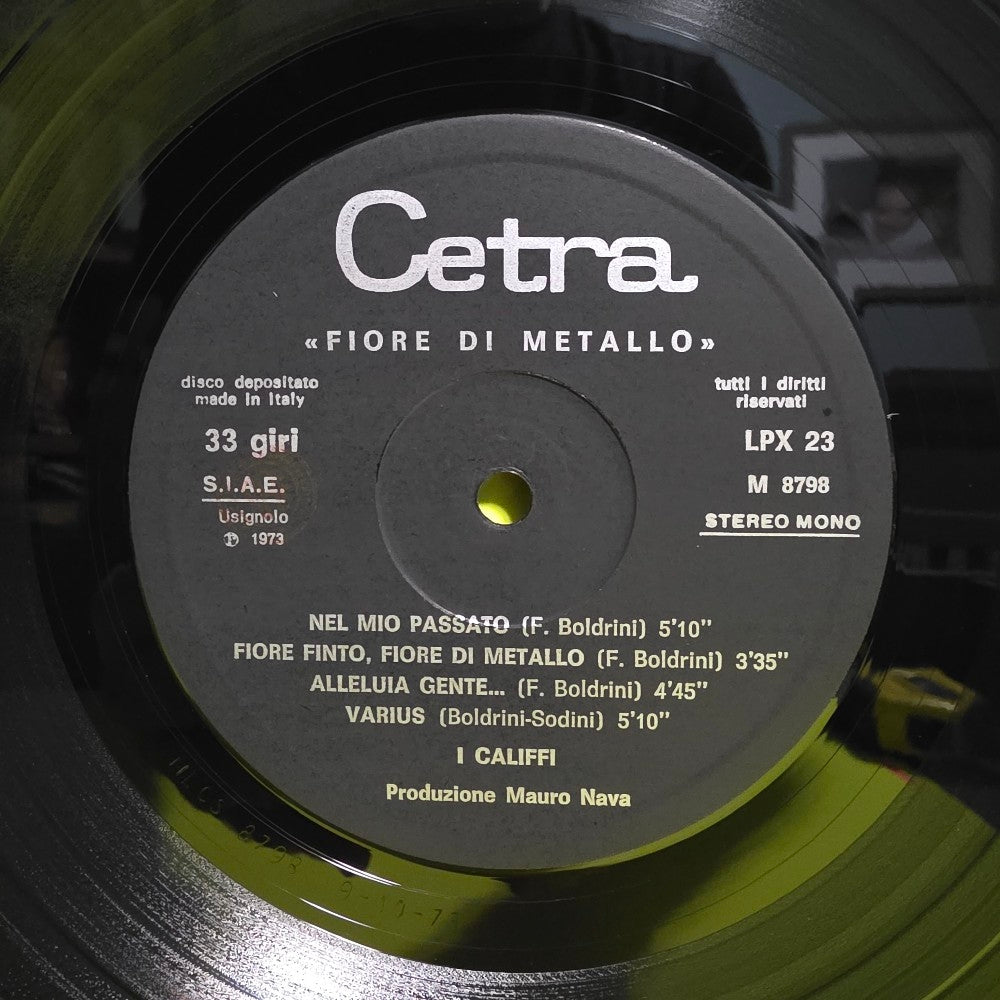 Cetra
«FIORE DI METALLO»
disco depositato
made in Italy
tutti i diritti
riservati
33 giri
LPX 23
S.I.A.E.
M 8798
Usignolo
STEREO MONO
℗ 1973
NEL MIO PASSATO (F. Boldrini) 5'10"
FIORE FINTO, FIORE DI METALLO (F. Boldrini) 3'35"
ALLELUIA GENTE... (F. Boldrini) 4'45"
VARIUS (Boldrini-Sodini) 5'10"
I CALIFFI
Produzione Mauro Nava